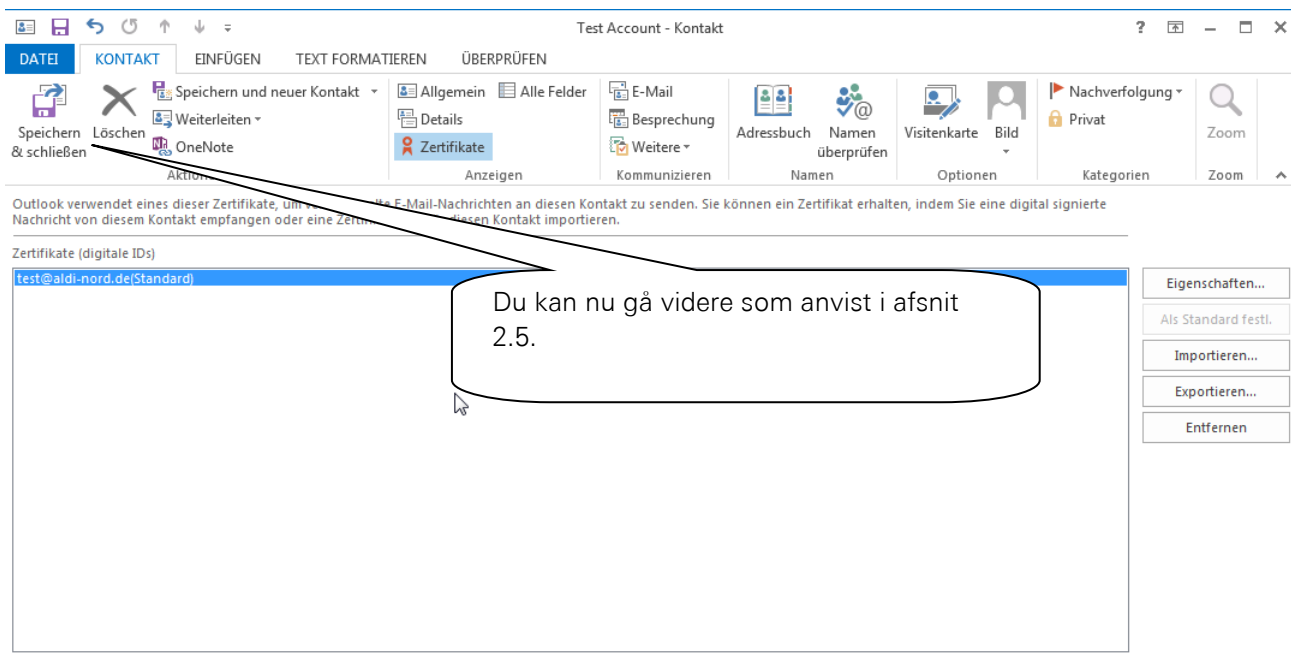 Test Account - Kontakt
?
DATEI KONTAKT EINFÜGEN TEXT FORMATIEREN ÜBERPRÜFEN
Speichern & schließen
Löschen
Speichern und neuer Kontakt
Weiterleiten
OneNote
Allgemein
Alle Felder
Details
Zertifikate
Anzeigen
E-Mail
Besprechung
Weitere
Kommunizieren
Adressbuch
Namen überprüfen
Namen
Visitenkarte
Bild
Optionen
Nachverfolgung
Privat
Kategorien
Zoom
Zoom
Outlook verwendet eines dieser Zertifikate, um E-Mail-Nachrichten an diesen Kontakt zu senden. Sie können ein Zertifikat erhalten, indem Sie eine digital signierte
Nachricht von diesem Kontakt empfangen oder eine diesen Kontakt importieren.
Zertifikate (digitale IDs)
test@aldi-nord.de(Standard)
Du kan nu gå videre som anvist i afsnit
2.5.
Eigenschaften...
Als Standard festl.
Importieren...
Exportieren...
Entfernen